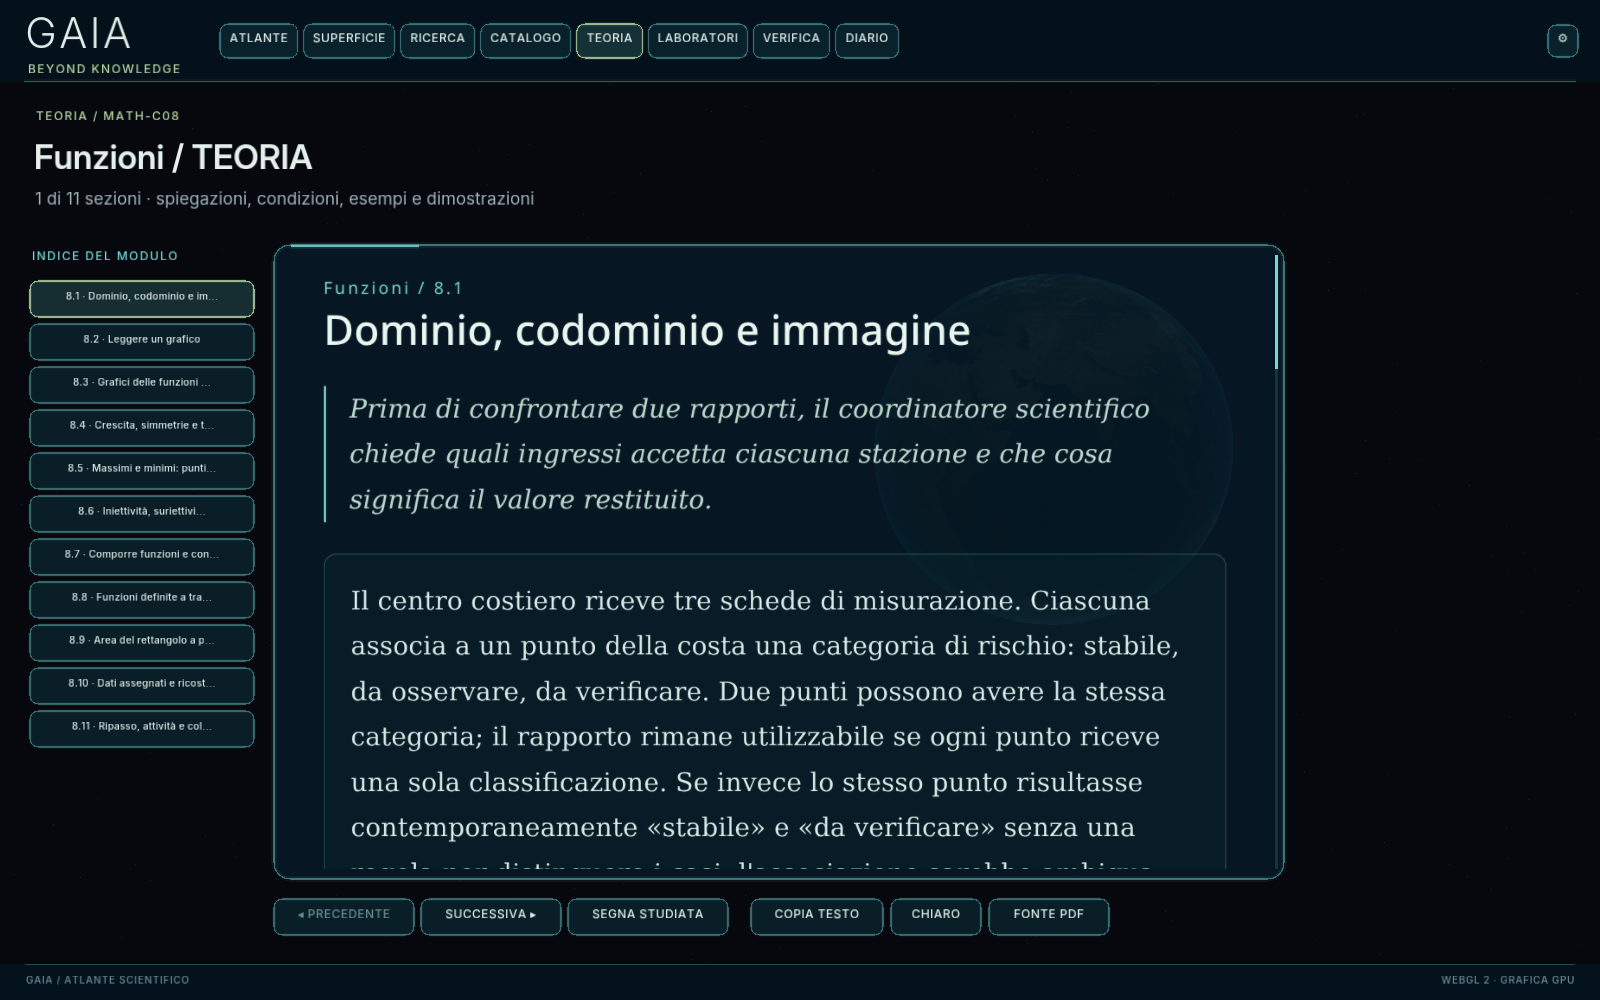 GAIA
BEYOND KNOWLEDGE
ATLANTE
SUPERFICIE
RICERCA
CATALOGO
TEORIA
LABORATORI
VERIFICA
DIARIO
TEORIA / MATH-C08
Funzioni / TEORIA
1 di 11 sezioni · spiegazioni, condizioni, esempi e dimostrazioni
INDICE DEL MODULO
8.1 · Dominio, codominio e im...
8.2 · Leggere un grafico
8.3 · Grafici delle funzioni ...
8.4 · Crescita, simmetrie e t...
8.5 · Massimi e minimi: punti...
8.6 · Iniettività, suriettivi...
8.7 · Comporre funzioni e con...
8.8 · Funzioni definite a tra...
8.9 · Area del rettangolo a p...
8.10 · Dati assegnati e ricost...
8.11 · Ripasso, attività e col...
Funzioni / 8.1
Dominio, codominio e immagine
Prima di confrontare due rapporti, il coordinatore scientifico
chiede quali ingressi accetta ciascuna stazione e che cosa
significa il valore restituito.
Il centro costiero riceve tre schede di misurazione. Ciascuna
associa a un punto della costa una categoria di rischio: stabile,
da osservare, da verificare. Due punti possono avere la stessa
categoria; il rapporto rimane utilizzabile se ogni punto riceve
una sola classificazione. Se invece lo stesso punto risultasse
contemporaneamente «stabile» e «da verificare» senza una
regola per distinguere i casi, l'associazione sarebbe ambigua
◂ PRECEDENTE
SUCCESSIVA ▸
SEGNA STUDIATA
COPIA TESTO
CHIARO
FONTE PDF
GAIA / ATLANTE SCIENTIFICO
WEBGL 2 · GRAFICA GPU